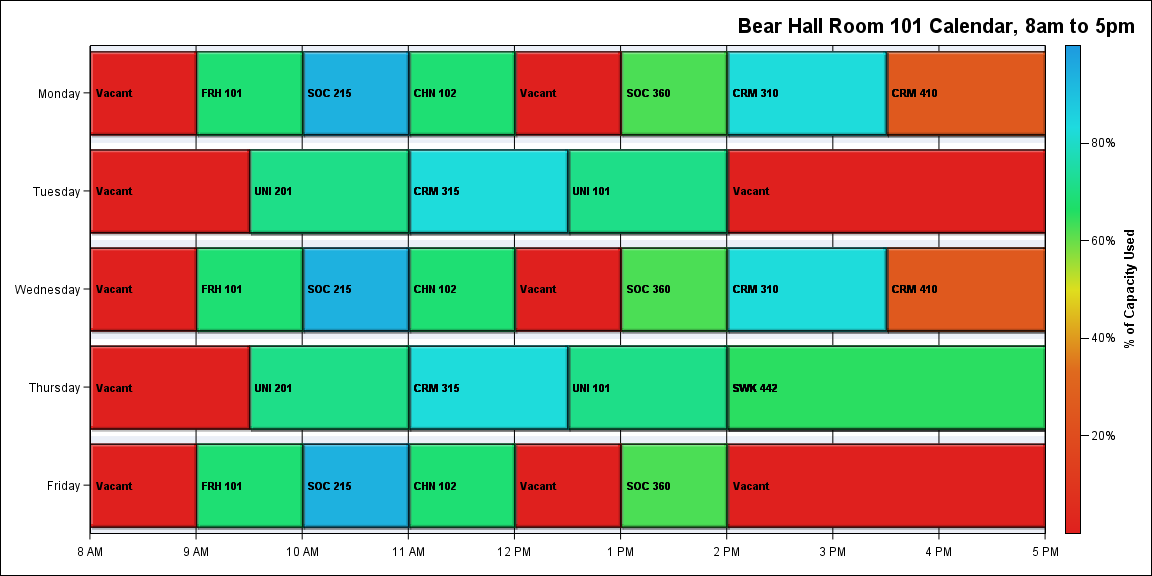 Bear Hall Room 101 Calendar, 8am to 5pm
Monday
Vacant
FRH 101
SOC 215
CHN 102
Vacant
SOC 360
CRM 310
CRM 410
Tuesday
Vacant
UNI 201
CRM 315
UNI 101
Vacant
Wednesday
Vacant
FRH 101
SOC 215
CHN 102
Vacant
SOC 360
CRM 310
CRM 410
Thursday
Vacant
UNI 201
CRM 315
UNI 101
SWK 442
Friday
Vacant
FRH 101
SOC 215
CHN 102
Vacant
SOC 360
Vacant
8 AM
9 AM
10 AM
11 AM
12 PM
1 PM
2 PM
3 PM
4 PM
5 PM
80%
60%
40%
20%
% of Capacity Used